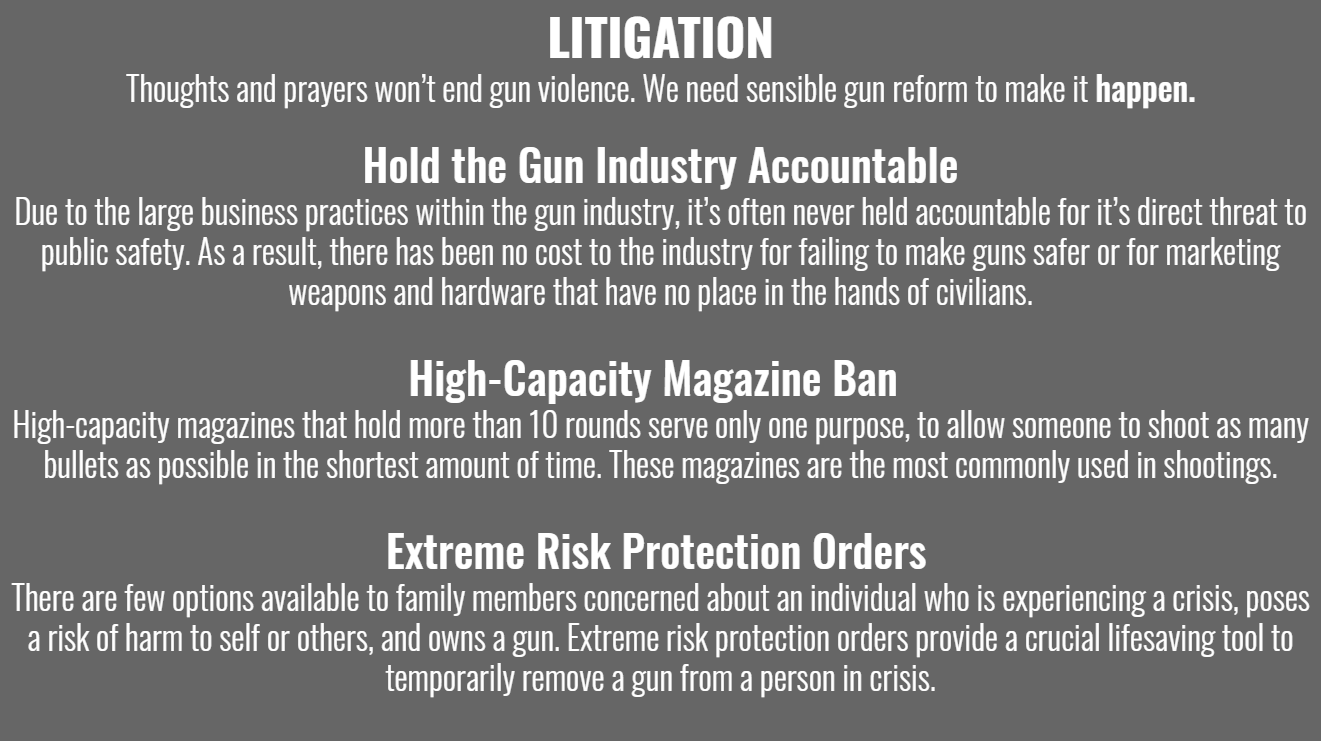 LITIGATION
Thoughts and prayers won’t end gun violence. We need sensible gun reform to make it happen.
Hold the Gun Industry Accountable
Due to the large business practices within the gun industry, it’s often never held accountable for it’s direct threat to
public safety. As a result, there has been no cost to the industry for failing to make guns safer or for marketing
weapons and hardware that have no place in the hands of civilians.
High-Capacity Magazine Ban
High-capacity magazines that hold more than 10 rounds serve only one purpose, to allow someone to shoot as many
bullets as possible in the shortest amount of time. These magazines are the most commonly used in shootings.
Extreme Risk Protection Orders
There are few options available to family members concerned about an individual who is experiencing a crisis, poses
a risk of harm to self or others, and owns a gun. Extreme risk protection orders provide a crucial lifesaving tool to
temporarily remove a gun from a person in crisis.